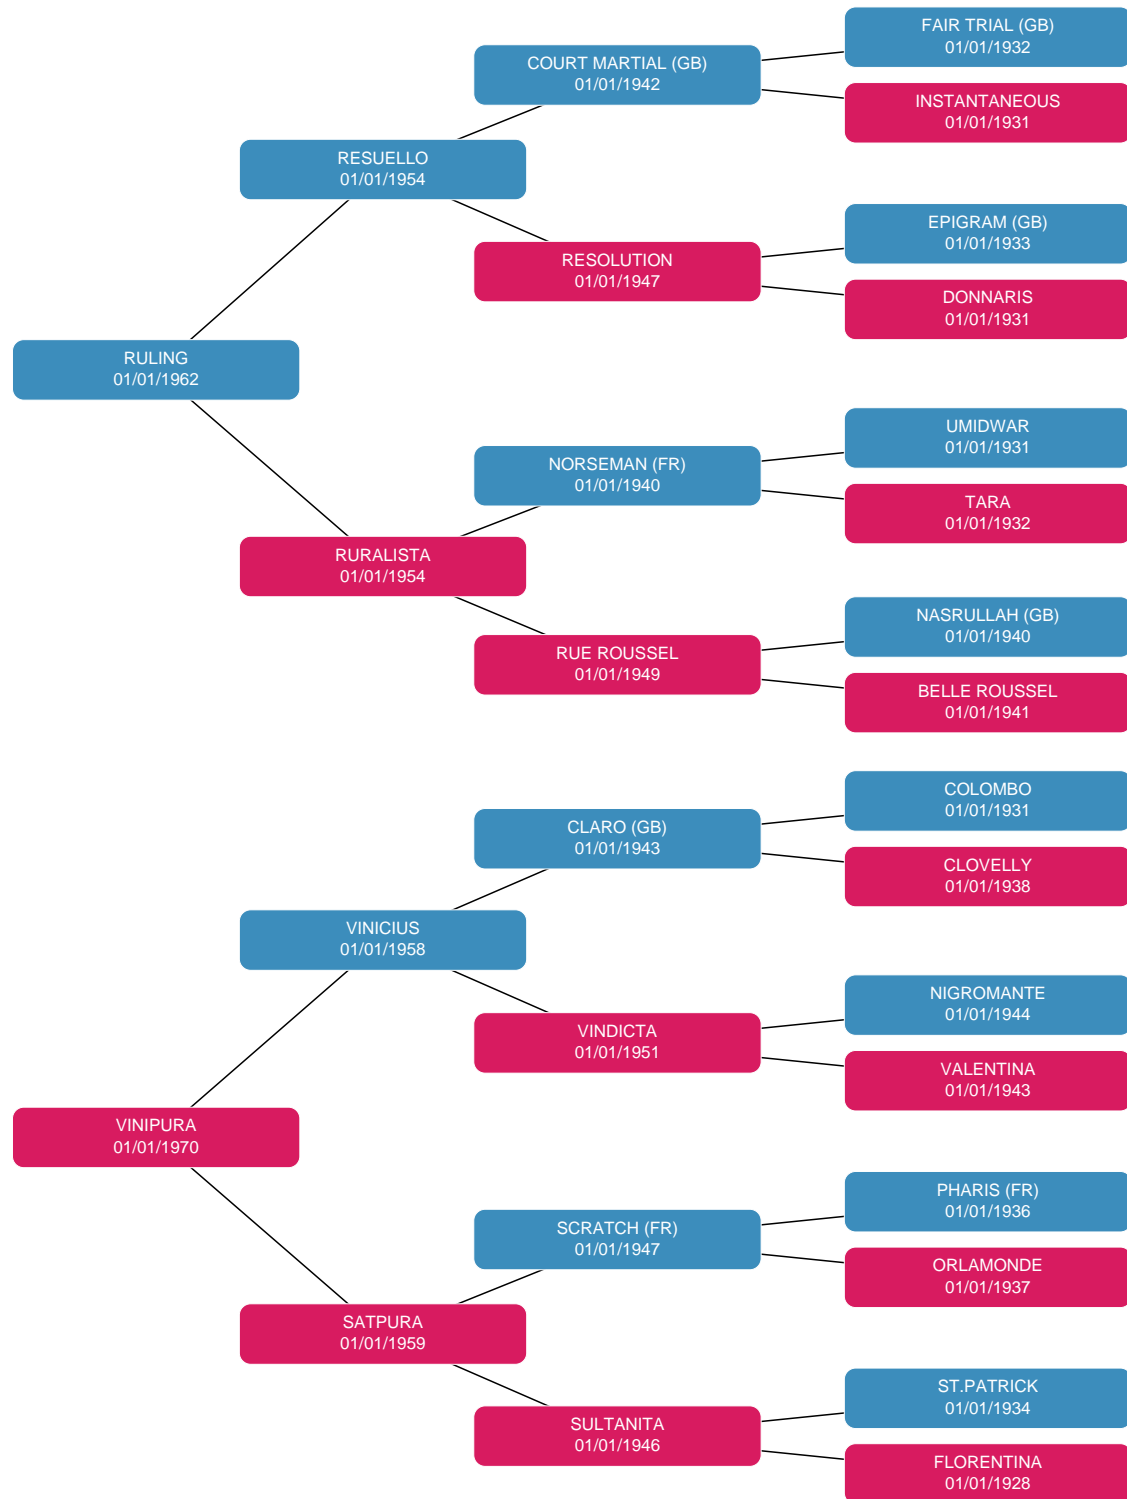 FAIR TRIAL (GB)
01/01/1932
COURT MARTIAL (GB)
01/01/1942
INSTANTANEOUS
01/01/1931
RESUELLO
01/01/1954
EPIGRAM (GB)
01/01/1933
RESOLUTION
01/01/1947
DONNARIS
01/01/1931
RULING
01/01/1962
UMIDWAR
01/01/1931
NORSEMAN (FR)
01/01/1940
TARA
01/01/1932
RURALISTA
01/01/1954
NASRULLAH (GB)
01/01/1940
RUE ROUSSEL
01/01/1949
BELLE ROUSSEL
01/01/1941
COLOMBO
01/01/1931
CLARO (GB)
01/01/1943
CLOVELLY
01/01/1938
VINICIUS
01/01/1958
NIGROMANTE
01/01/1944
VINDICTA
01/01/1951
VALENTINA
01/01/1943
VINIPURA
01/01/1970
PHARIS (FR)
01/01/1936
SCRATCH (FR)
01/01/1947
ORLAMONDE
01/01/1937
SATPURA
01/01/1959
ST.PATRICK
01/01/1934
SULTANITA
01/01/1946
FLORENTINA
01/01/1928